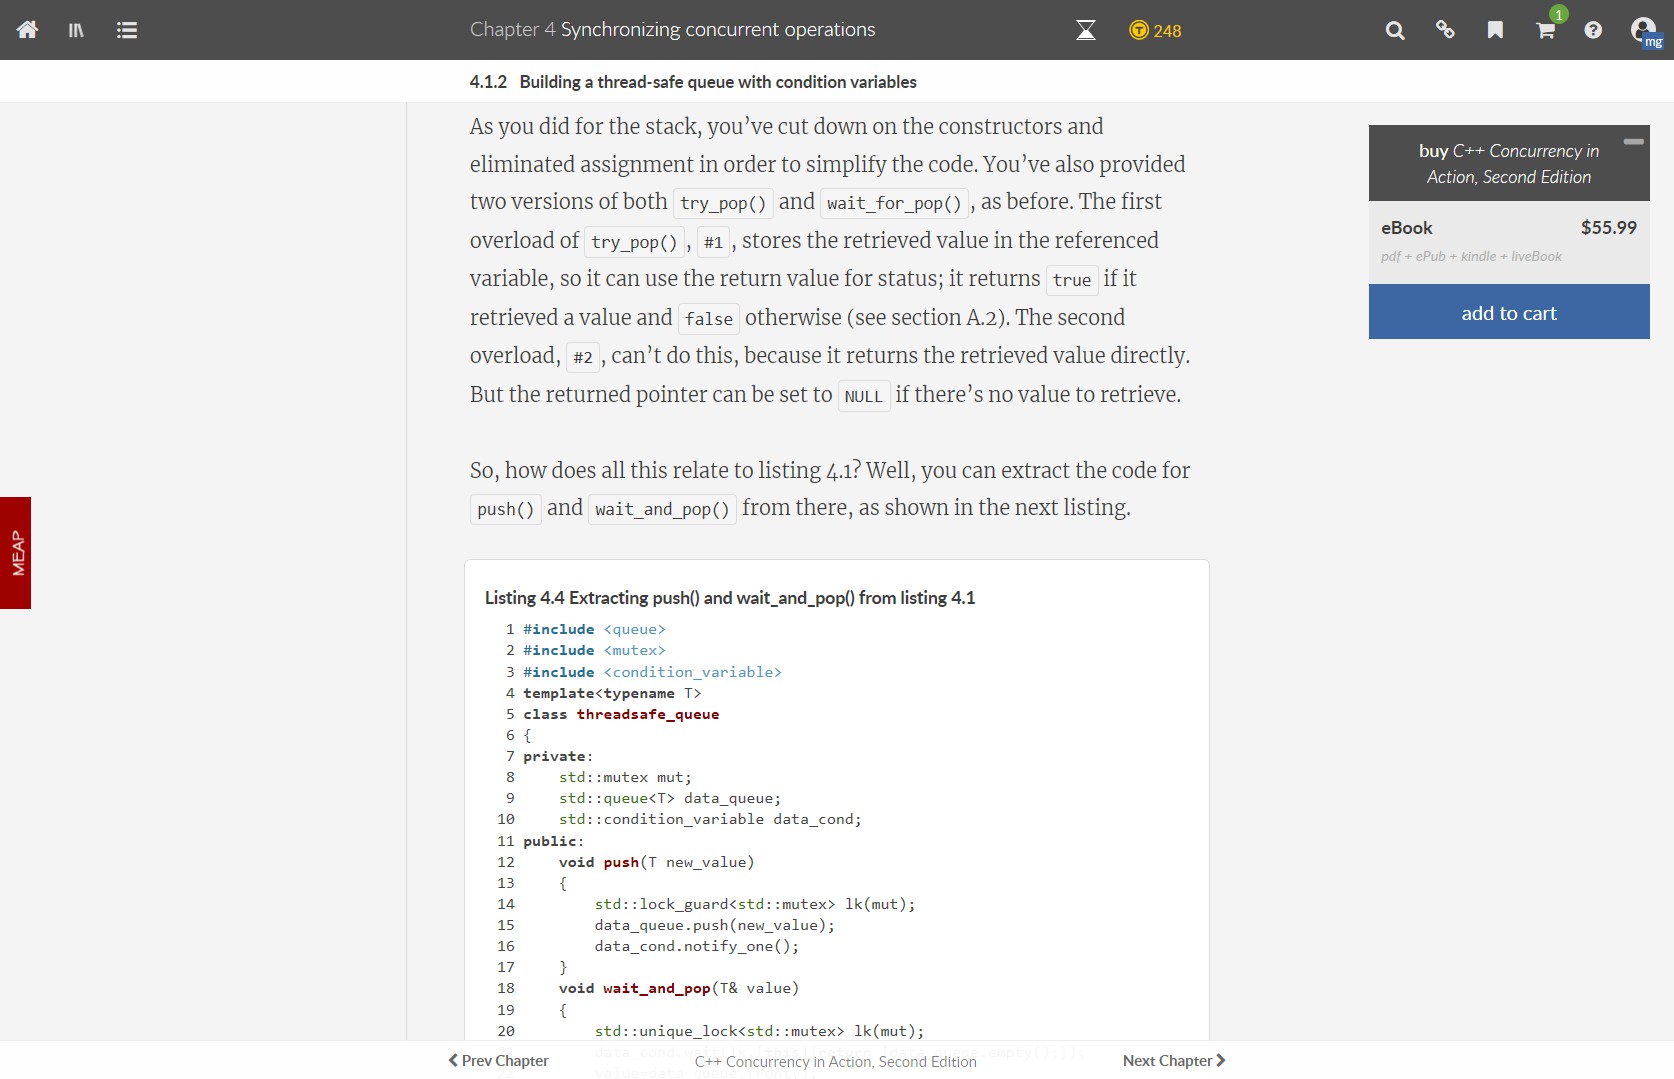 Chapter 4 Synchronizing concurrent operations
248
1
mg
4.1.2 Building a thread-safe queue with condition variables
As you did for the stack, you’ve cut down on the constructors and
eliminated assignment in order to simplify the code. You’ve also provided
two versions of both try_pop() and wait_for_pop() , as before. The first
overload of try_pop() , #1 , stores the retrieved value in the referenced
variable, so it can use the return value for status; it returns true if it
retrieved a value and false otherwise (see section A.2). The second
overload, #2 , can’t do this, because it returns the retrieved value directly.
But the returned pointer can be set to NULL if there’s no value to retrieve.
So, how does all this relate to listing 4.1? Well, you can extract the code for
push() and wait_and_pop() from there, as shown in the next listing.
Listing 4.4 Extracting push() and wait_and_pop() from listing 4.1
1 #include <queue>
2 #include <mutex>
3 #include <condition_variable>
4 template<typename T>
5 class threadsafe_queue
6 {
7 private:
8     std::mutex mut;
9     std::queue<T> data_queue;
10     std::condition_variable data_cond;
11 public:
12     void push(T new_value)
13     {
14         std::lock_guard<std::mutex> lk(mut);
15         data_queue.push(new_value);
16         data_cond.notify_one();
17     }
18     void wait_and_pop(T& value)
19     {
20         std::unique_lock<std::mutex> lk(mut);
buy C++ Concurrency in
Action, Second Edition
eBook $55.99
pdf + ePub + kindle + liveBook
add to cart
MEAP
Prev Chapter
C++ Concurrency in Action, Second Edition
Next Chapter